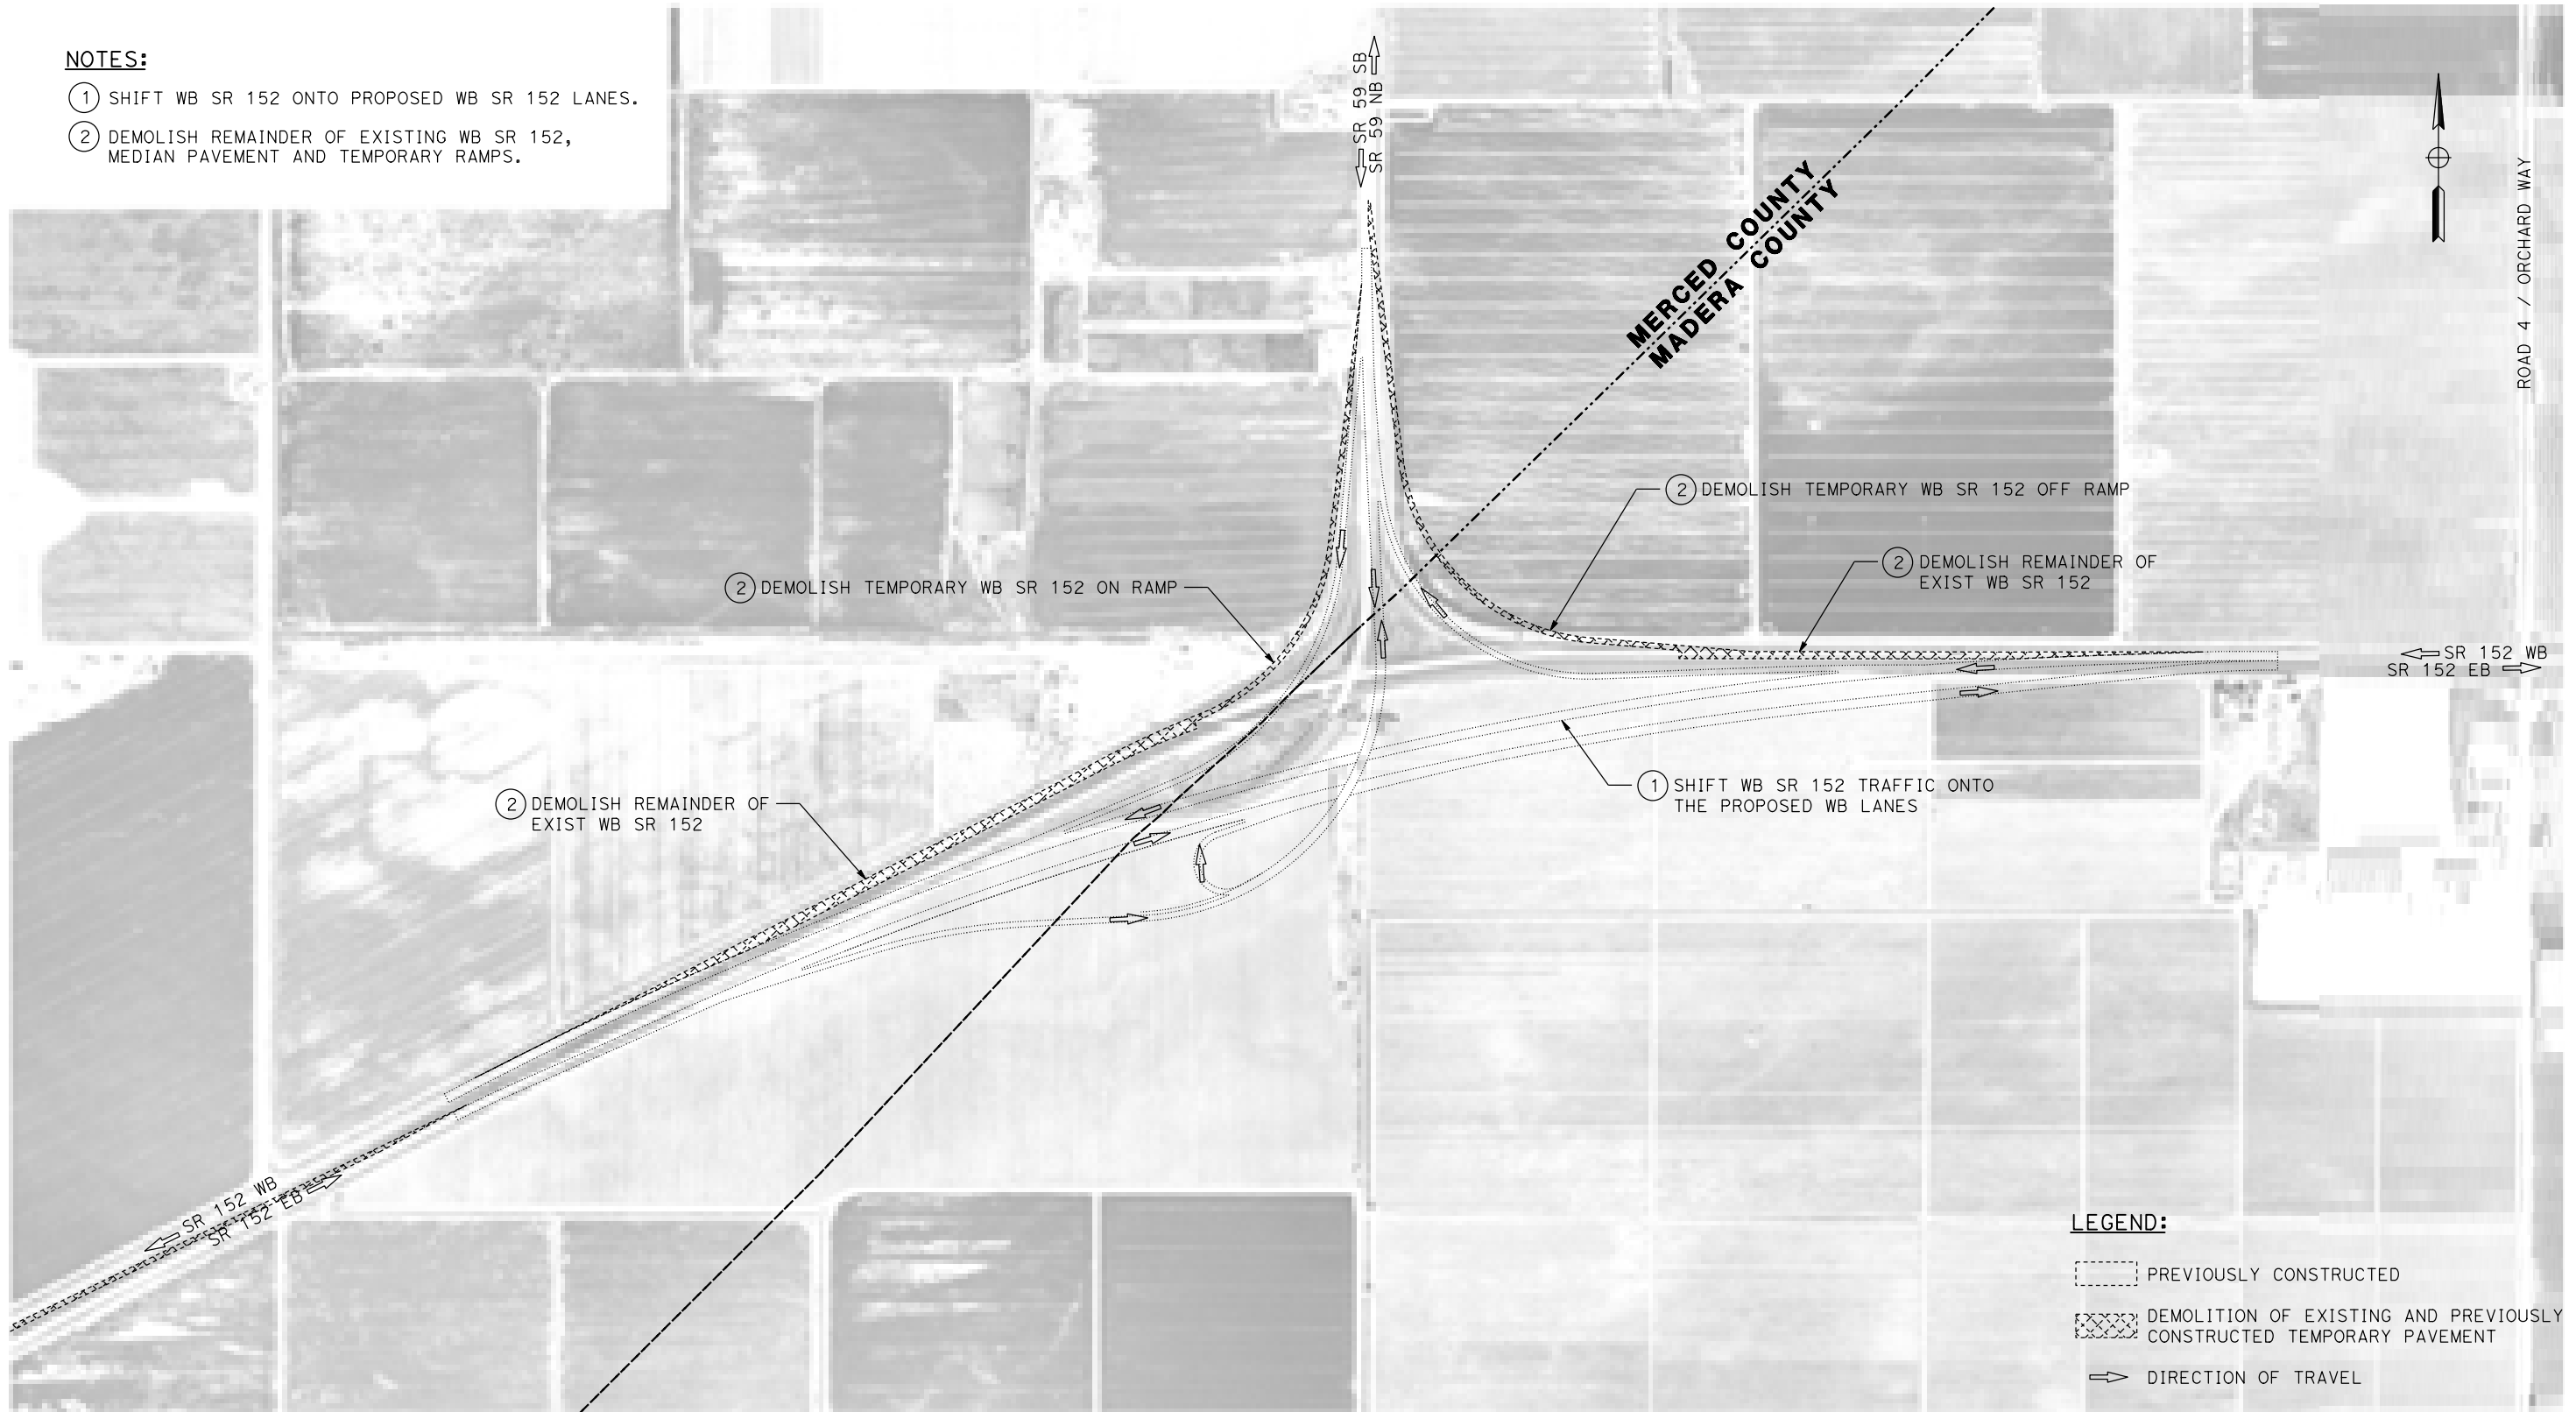 NOTES:
1 SHIFT WB SR 152 ONTO PROPOSED WB SR 152 LANES.
2 DEMOLISH REMAINDER OF EXISTING WB SR 152,
MEDIAN PAVEMENT AND TEMPORARY RAMPS.
SR 59 SB
SR 59 NB
MERCED COUNTY
MADERA COUNTY
ROAD 4 / ORCHARD WAY
2 DEMOLISH TEMPORARY WB SR 152 OFF RAMP
2 DEMOLISH REMAINDER OF
EXIST WB SR 152
2 DEMOLISH TEMPORARY WB SR 152 ON RAMP
SR 152 WB
SR 152 EB
1 SHIFT WB SR 152 TRAFFIC ONTO
THE PROPOSED WB LANES
2 DEMOLISH REMAINDER OF
EXIST WB SR 152
SR 152 WB
SR 152 EB
LEGEND:
PREVIOUSLY CONSTRUCTED
DEMOLITION OF EXISTING AND PREVIOUSLY
CONSTRUCTED TEMPORARY PAVEMENT
DIRECTION OF TRAVEL